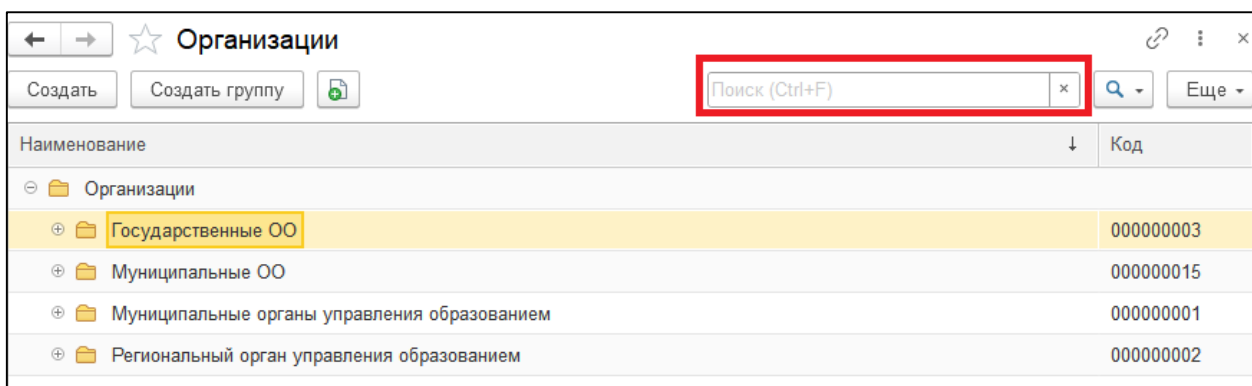 Организации
Создать Создать группу Поиск (Ctrl+F) × Еще
Наименование ↓ Код
Организации
Государственные ОО 000000003
Муниципальные ОО 000000015
Муниципальные органы управления образованием 000000001
Региональный орган управления образованием 000000002